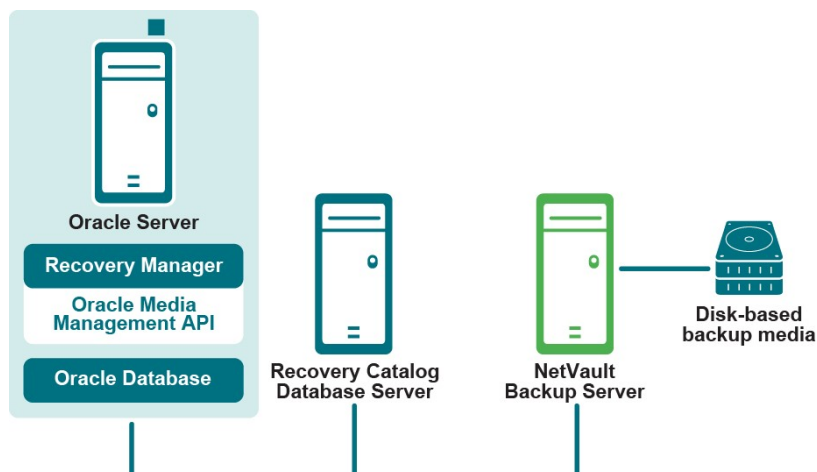 Oracle Server
Recovery Manager
Oracle Media
Management API
Oracle Database
Recovery Catalog
Database Server
NetVault
Backup Server
Disk-based
backup media